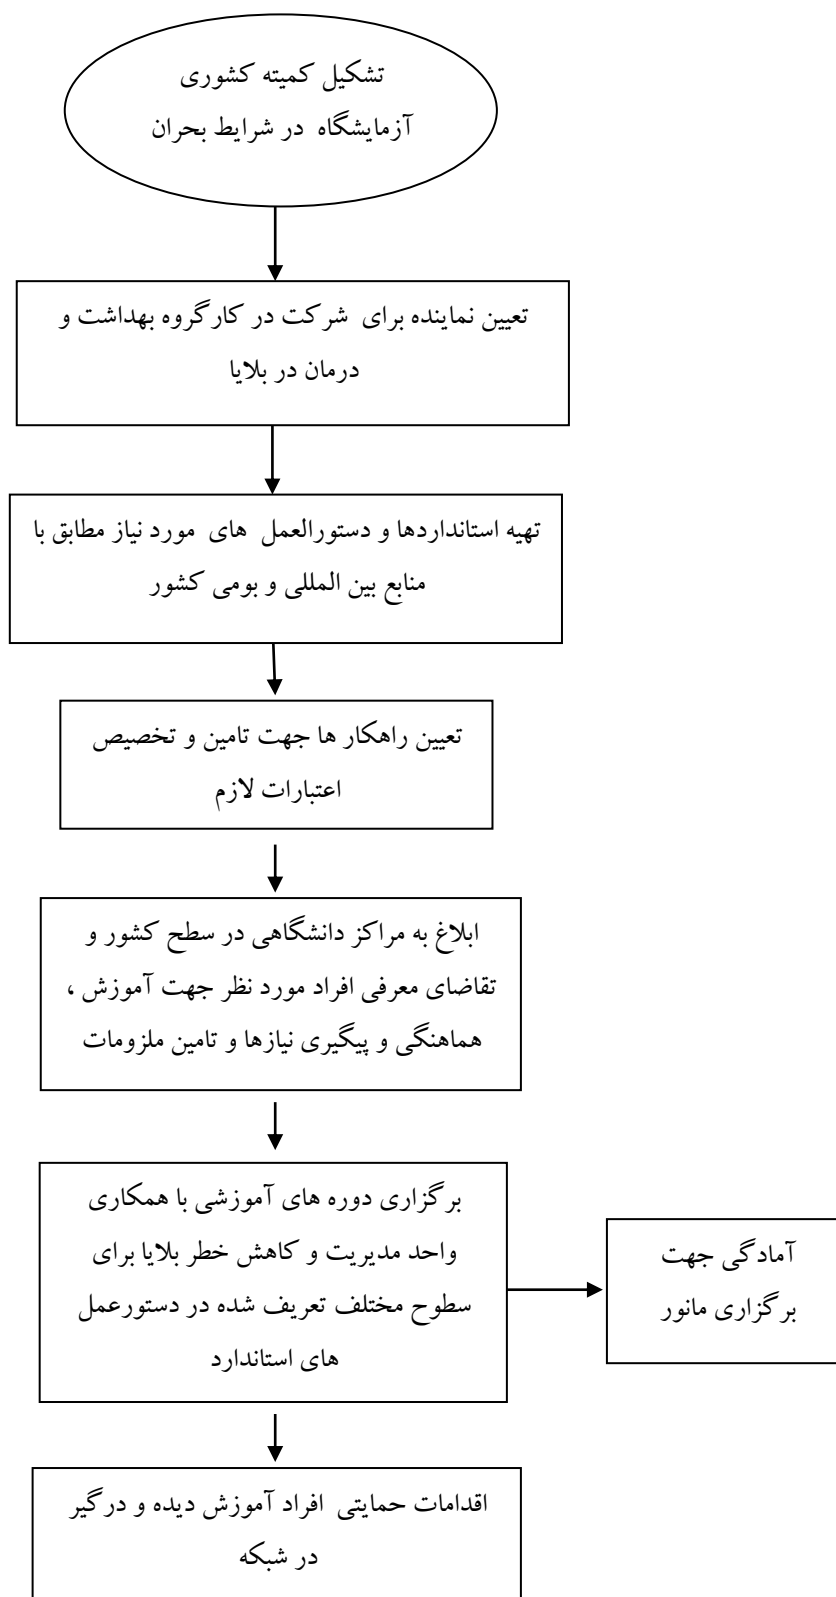 تشکیل کمیته کشوری
آزمایشگاه در شرایط بحران
تعیین نماینده برای شرکت در کارگروه بهداشت و
درمان در بلایا
تهیه استانداردها و دستورالعمل های مورد نیاز مطابق با
منابع بین المللی و بومی کشور
تعیین راهکار ها جهت تامین و تخصیص
اعتبارات لازم
ابلاغ به مراکز دانشگاهی در سطح کشور و
تقاضای معرفی افراد مورد نظر جهت آموزش ،
هماهنگی و پیگیری نیازها و تامین ملزومات
برگزاری دوره های آموزشی با همکاری
واحد مدیریت و کاهش خطر بلایا برای
سطوح مختلف تعریف شده در دستورعمل
های استاندارد
آمادگی جهت
برگزاری مانور
اقدامات حمایتی افراد آموزش دیده و درگیر
در شبکه